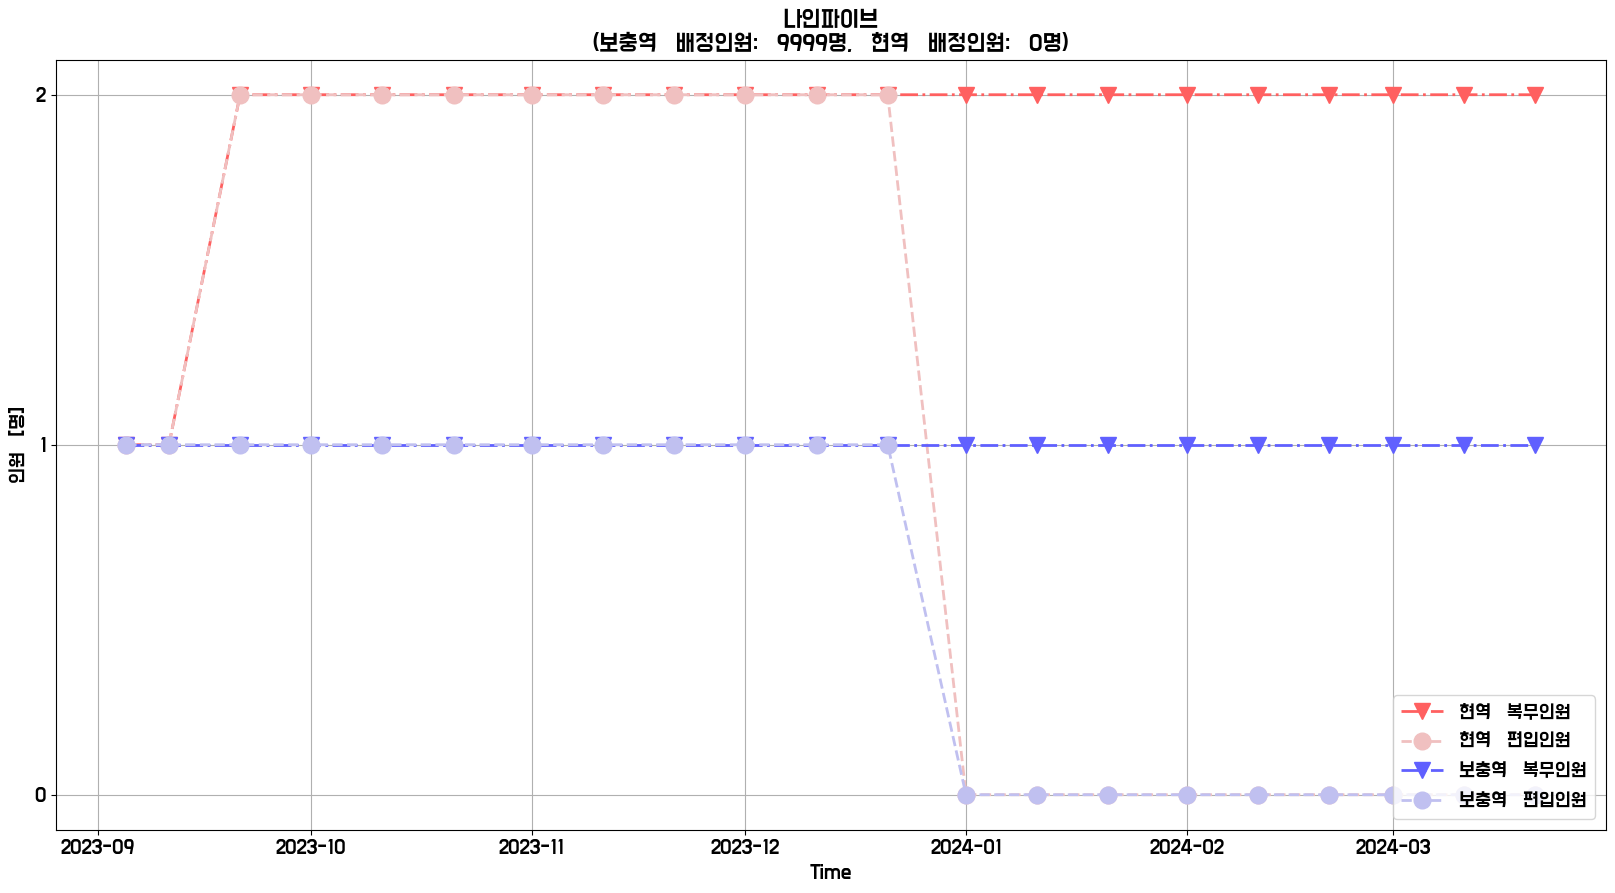 나인파이브
(보충역 배정인원: 9999명, 현역 배정인원: 0명)
2
1
0
인원 [명]
2023-09 2023-10 2023-11 2023-12 2024-01 2024-02 2024-03
Time
현역 복무인원
현역 편입인원
보충역 복무인원
보충역 편입인원